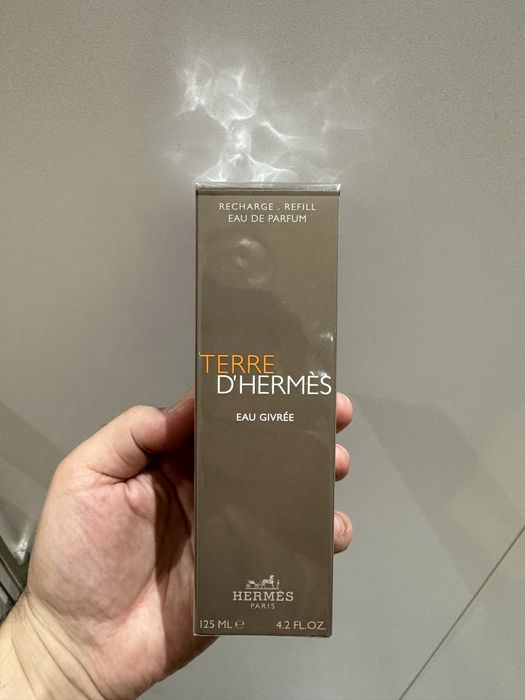 RECHARGE . REFILL
EAU DE PARFUM
TERRE
D'HERMÈS
EAU GIVRÉE
HERMÈS
PARIS
125 ML ℮ 4.2 FL.OZ.